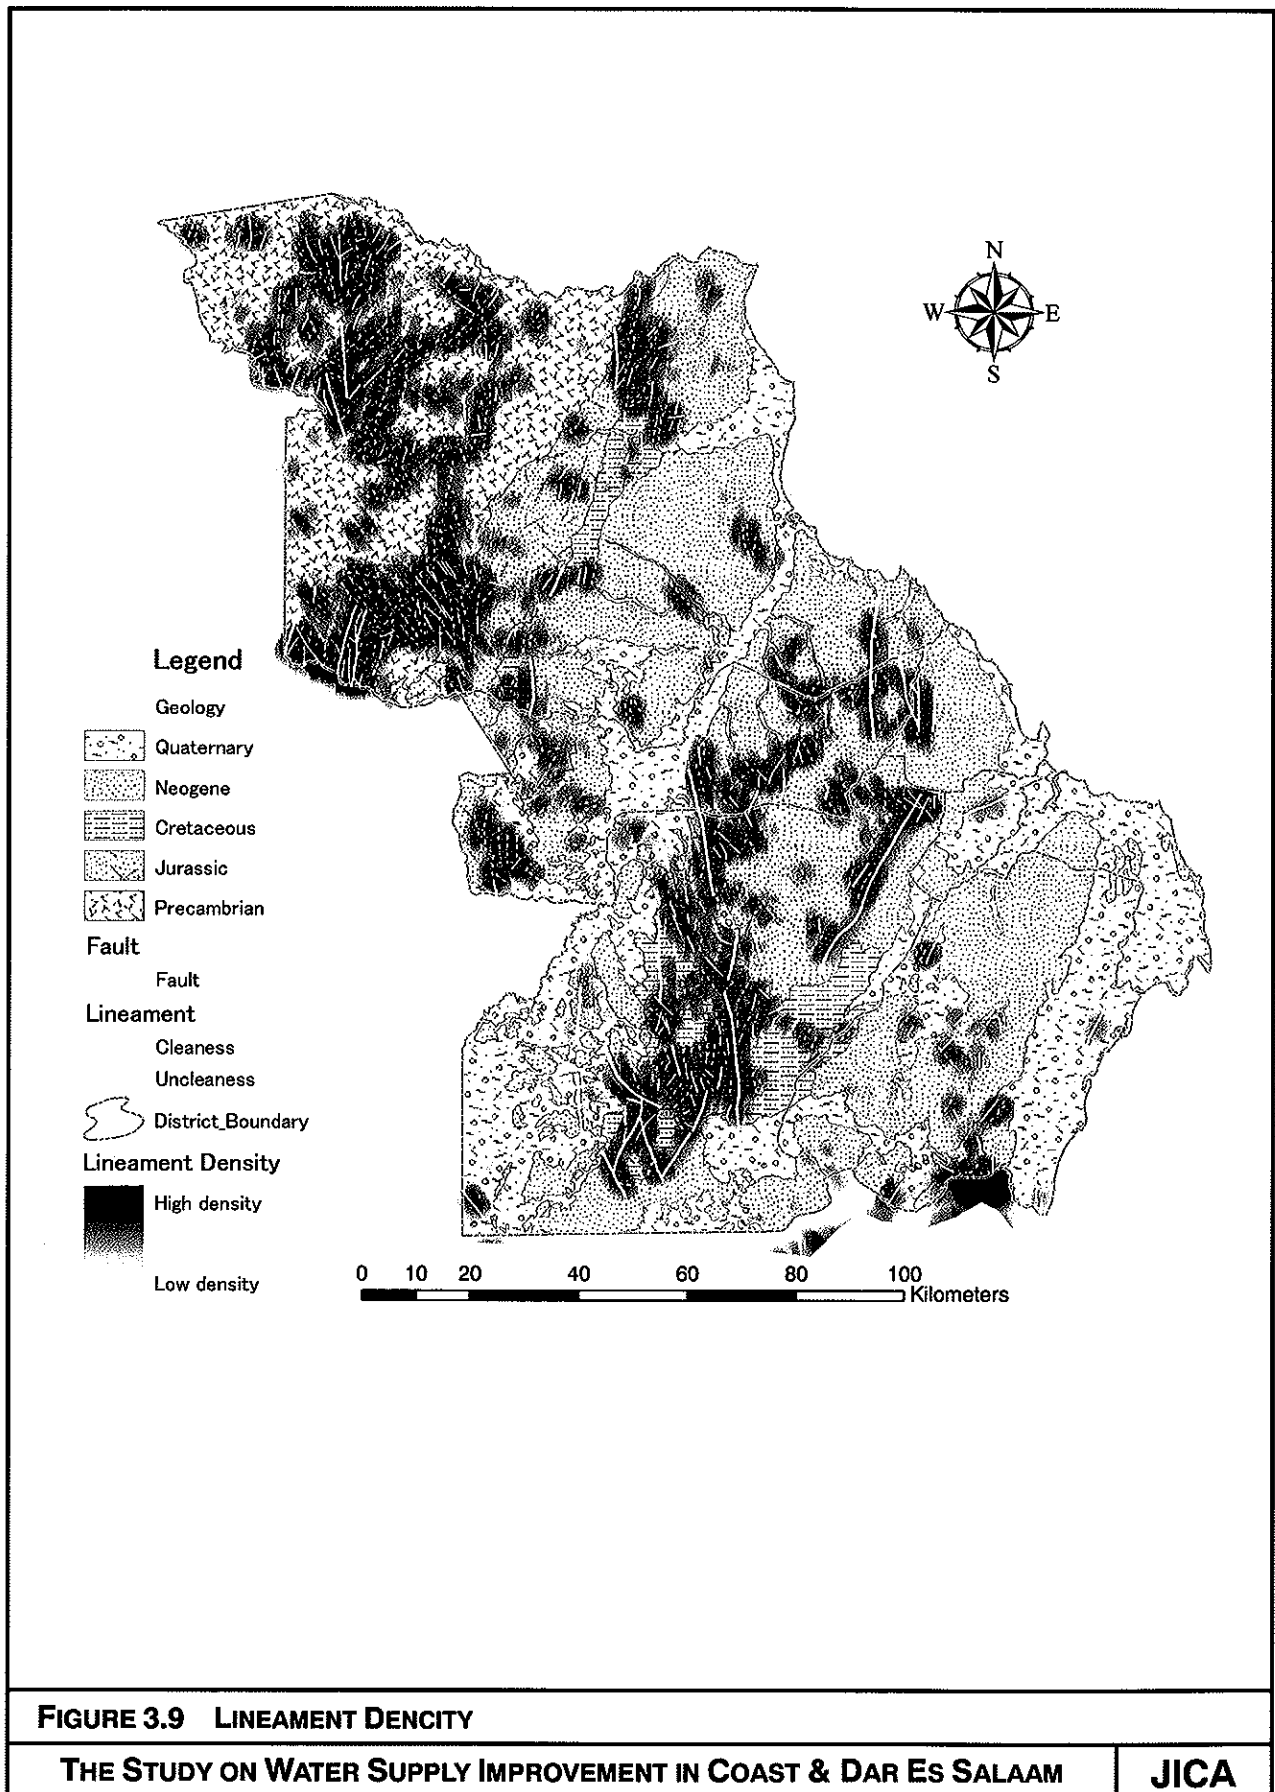 N
W E
S
Legend
Geology
Quaternary
Neogene
Cretaceous
Jurassic
Precambrian
Fault
Fault
Lineament
Cleaness
Uncleaness
District_Boundary
Lineament Density
High density
Low density
0 10 20 40 60 80 100
Kilometers
FIGURE 3.9 LINEAMENT DENCITY
THE STUDY ON WATER SUPPLY IMPROVEMENT IN COAST & DAR ES SALAAM
JICA